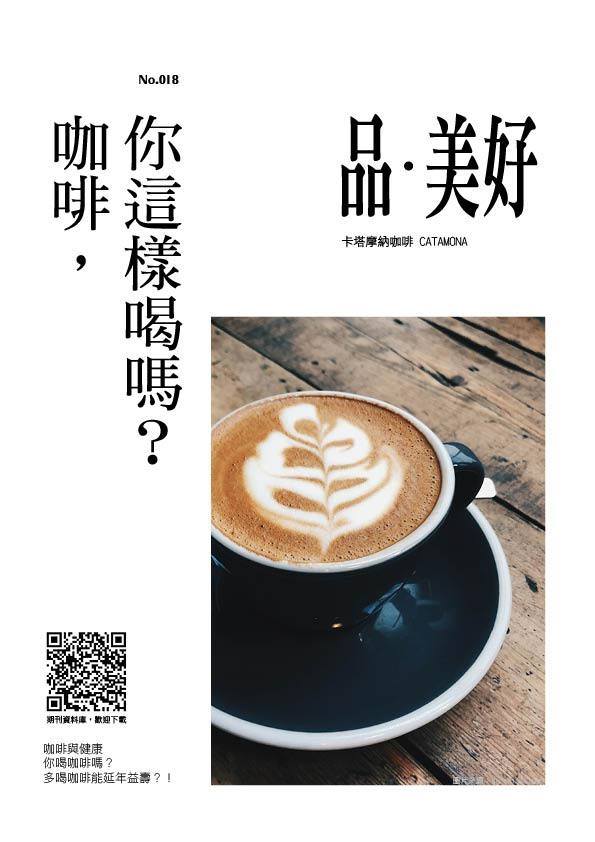 No.018
你這樣喝嗎？
咖啡，
品·美好
卡塔摩納咖啡 CATAMONA
期刊資料庫，歡迎下載
咖啡與健康
你喝咖啡嗎？
多喝咖啡能延年益壽？！